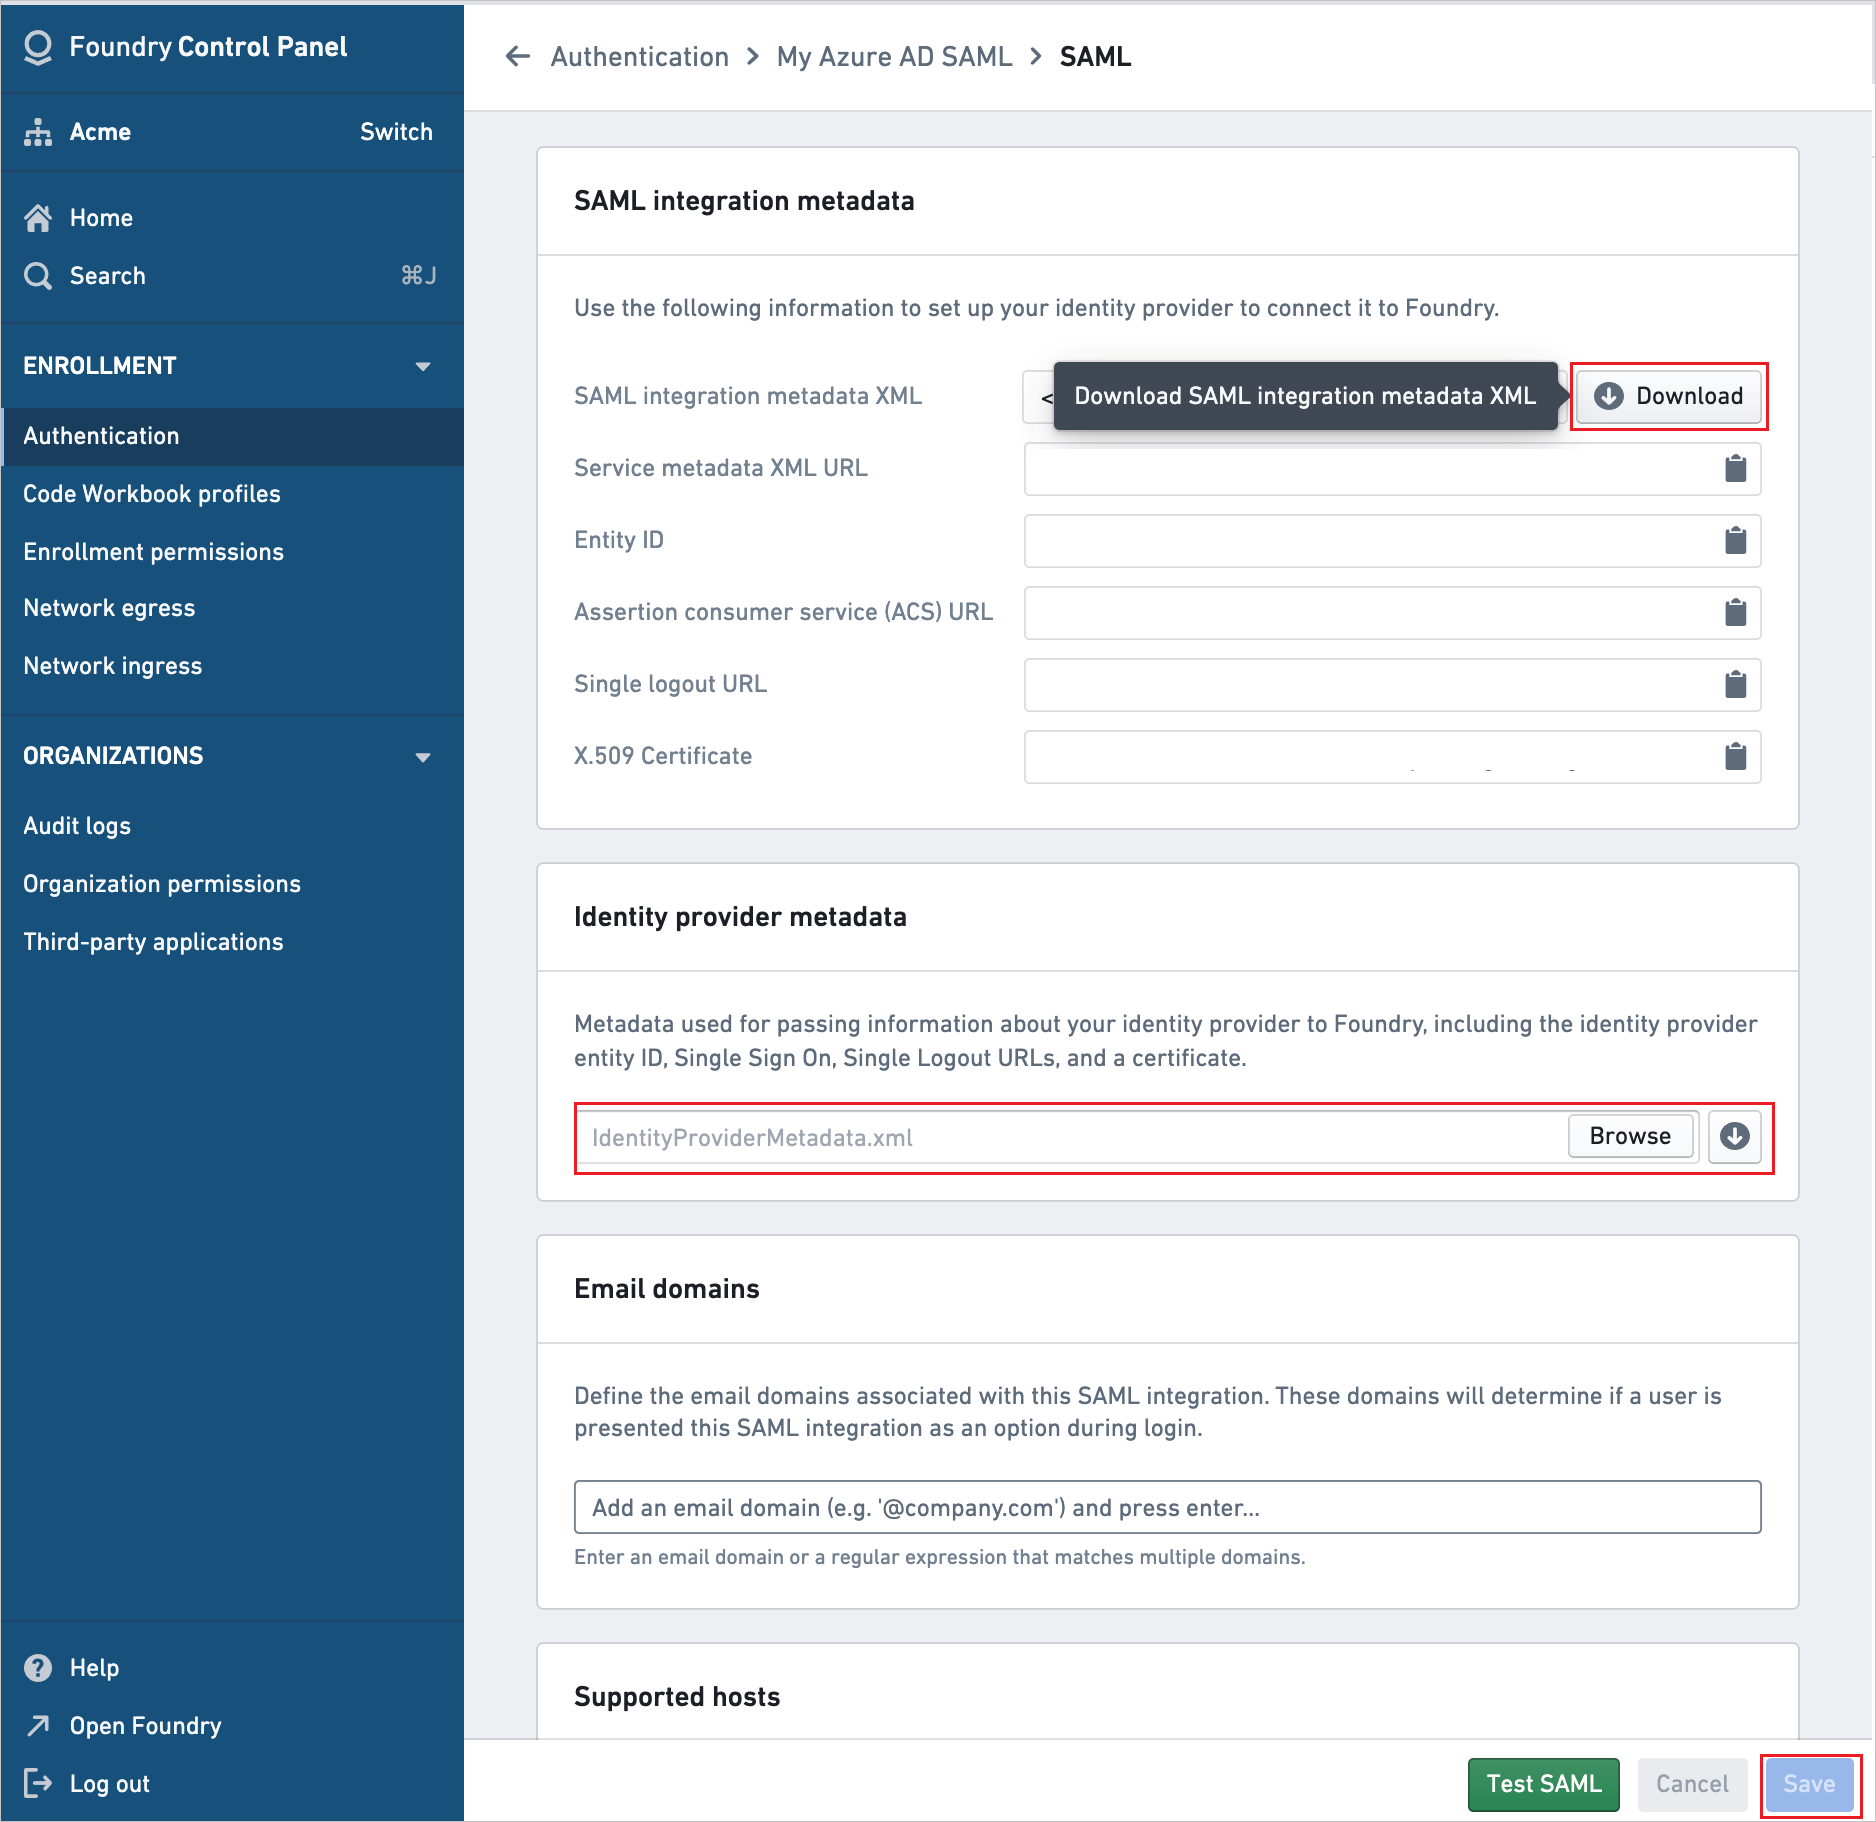 Foundry Control Panel
Acme Switch
Home
Search ⌘J
ENROLLMENT
Authentication
Code Workbook profiles
Enrollment permissions
Network egress
Network ingress
ORGANIZATIONS
Audit logs
Organization permissions
Third-party applications
Help
Open Foundry
Log out
Authentication > My Azure AD SAML > SAML
SAML integration metadata
Use the following information to set up your identity provider to connect it to Foundry.
SAML integration metadata XML < Download SAML integration metadata XML Download
Service metadata XML URL
Entity ID
Assertion consumer service (ACS) URL
Single logout URL
X.509 Certificate
Identity provider metadata
Metadata used for passing information about your identity provider to Foundry, including the identity provider
entity ID, Single Sign On, Single Logout URLs, and a certificate.
IdentityProviderMetadata.xml Browse
Email domains
Define the email domains associated with this SAML integration. These domains will determine if a user is
presented this SAML integration as an option during login.
Add an email domain (e.g. '@company.com') and press enter...
Enter an email domain or a regular expression that matches multiple domains.
Supported hosts
Test SAML Cancel Save